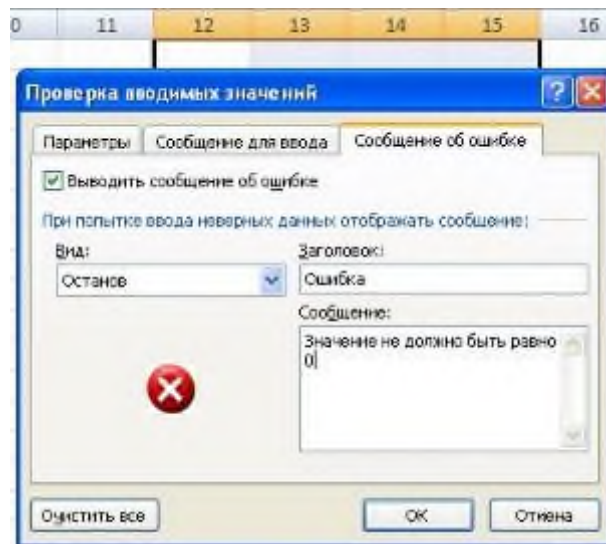 0 11 12 13 14 15 16
Проверка вводимых значений
Параметры Сообщение для ввода Сообщение об ошибке
Выводить сообщение об ошибке
При попытке ввода неверных данных отображать сообщение:
Вид: Заголовок:
Останов Ошибка
Сообщение:
Значение не должно быть равно
0
Очистить все ОК Отмена